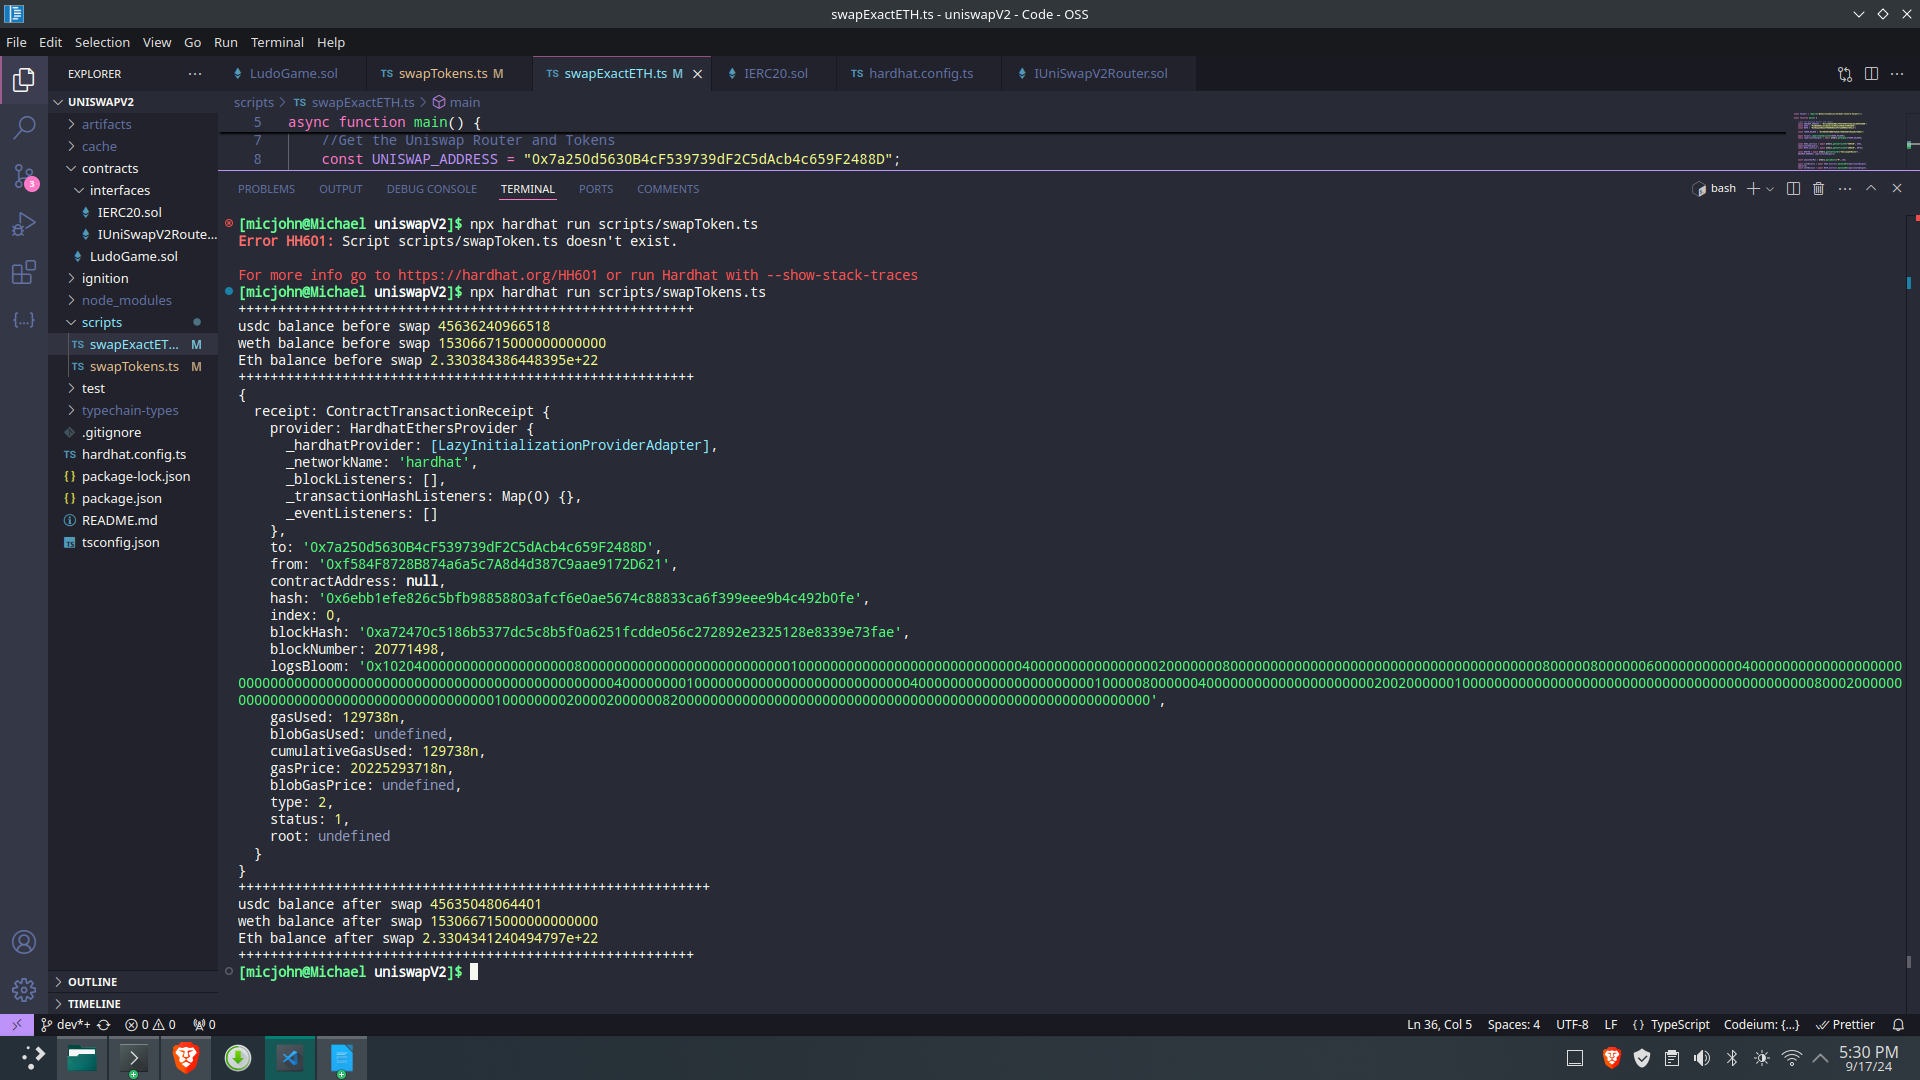 swapExactETH.ts - uniswapV2 - Code - OSS
File Edit Selection View Go Run Terminal Help
EXPLORER
LudoGame.sol
TS swapTokens.ts M
TS swapExactETH.ts M
IERC20.sol
TS hardhat.config.ts
IUniSwapV2Router.sol
UNISWAPV2
artifacts
cache
contracts
interfaces
IERC20.sol
IUniSwapV2Route...
LudoGame.sol
ignition
node_modules
scripts
TS swapExactET... M
TS swapTokens.ts M
test
typechain-types
.gitignore
TS hardhat.config.ts
{} package-lock.json
{} package.json
README.md
tsconfig.json
OUTLINE
TIMELINE
3
scripts > TS swapExactETH.ts > main
5 async function main() {
7 //Get the Uniswap Router and Tokens
8 const UNISWAP_ADDRESS = "0x7a250d5630B4cF539739dF2C5dAcb4c659F2488D";
PROBLEMS OUTPUT DEBUG CONSOLE TERMINAL PORTS COMMENTS
bash
[micjohn@Michael uniswapV2]$ npx hardhat run scripts/swapToken.ts
Error HH601: Script scripts/swapToken.ts doesn't exist.
For more info go to https://hardhat.org/HH601 or run Hardhat with --show-stack-traces
[micjohn@Michael uniswapV2]$ npx hardhat run scripts/swapTokens.ts
+++++++++++++++++++++++++++++++++++++++++++++++++++++++++
usdc balance before swap 45636240966518
weth balance before swap 153066715000000000000
Eth balance before swap 2.330384386448395e+22
+++++++++++++++++++++++++++++++++++++++++++++++++++++++++
{
receipt: ContractTransactionReceipt {
provider: HardhatEthersProvider {
_hardhatProvider: [LazyInitializationProviderAdapter],
_networkName: 'hardhat',
_blockListeners: [],
_transactionHashListeners: Map(0) {},
_eventListeners: []
},
to: '0x7a250d5630B4cF539739dF2C5dAcb4c659F2488D',
from: '0xf584F8728B874a6a5c7A8d4d387C9aae9172D621',
contractAddress: null,
hash: '0x6ebb1efe826c5bfb98858803afcf6e0ae5674c88833ca6f399eee9b4c492b0fe',
index: 0,
blockHash: '0xa72470c5186b5377dc5c8b5f0a6251fcdde056c272892e2325128e8339e73fae',
blockNumber: 20771498,
logsBloom:
gasUsed: 129738n,
blobGasUsed: undefined,
cumulativeGasUsed: 129738n,
gasPrice: 20225293718n,
blobGasPrice: undefined,
type: 2,
status: 1,
root: undefined
}
}
+++++++++++++++++++++++++++++++++++++++++++++++++++++++++++
usdc balance after swap 45635048064401
weth balance after swap 153066715000000000000
Eth balance after swap 2.3304341240494797e+22
+++++++++++++++++++++++++++++++++++++++++++++++++++++++++
[micjohn@Michael uniswapV2]$
dev*+ 0 0 0
Ln 36, Col 5 Spaces: 4 UTF-8 LF {} TypeScript Codeium: {...} Prettier
5:30 PM
9/17/24